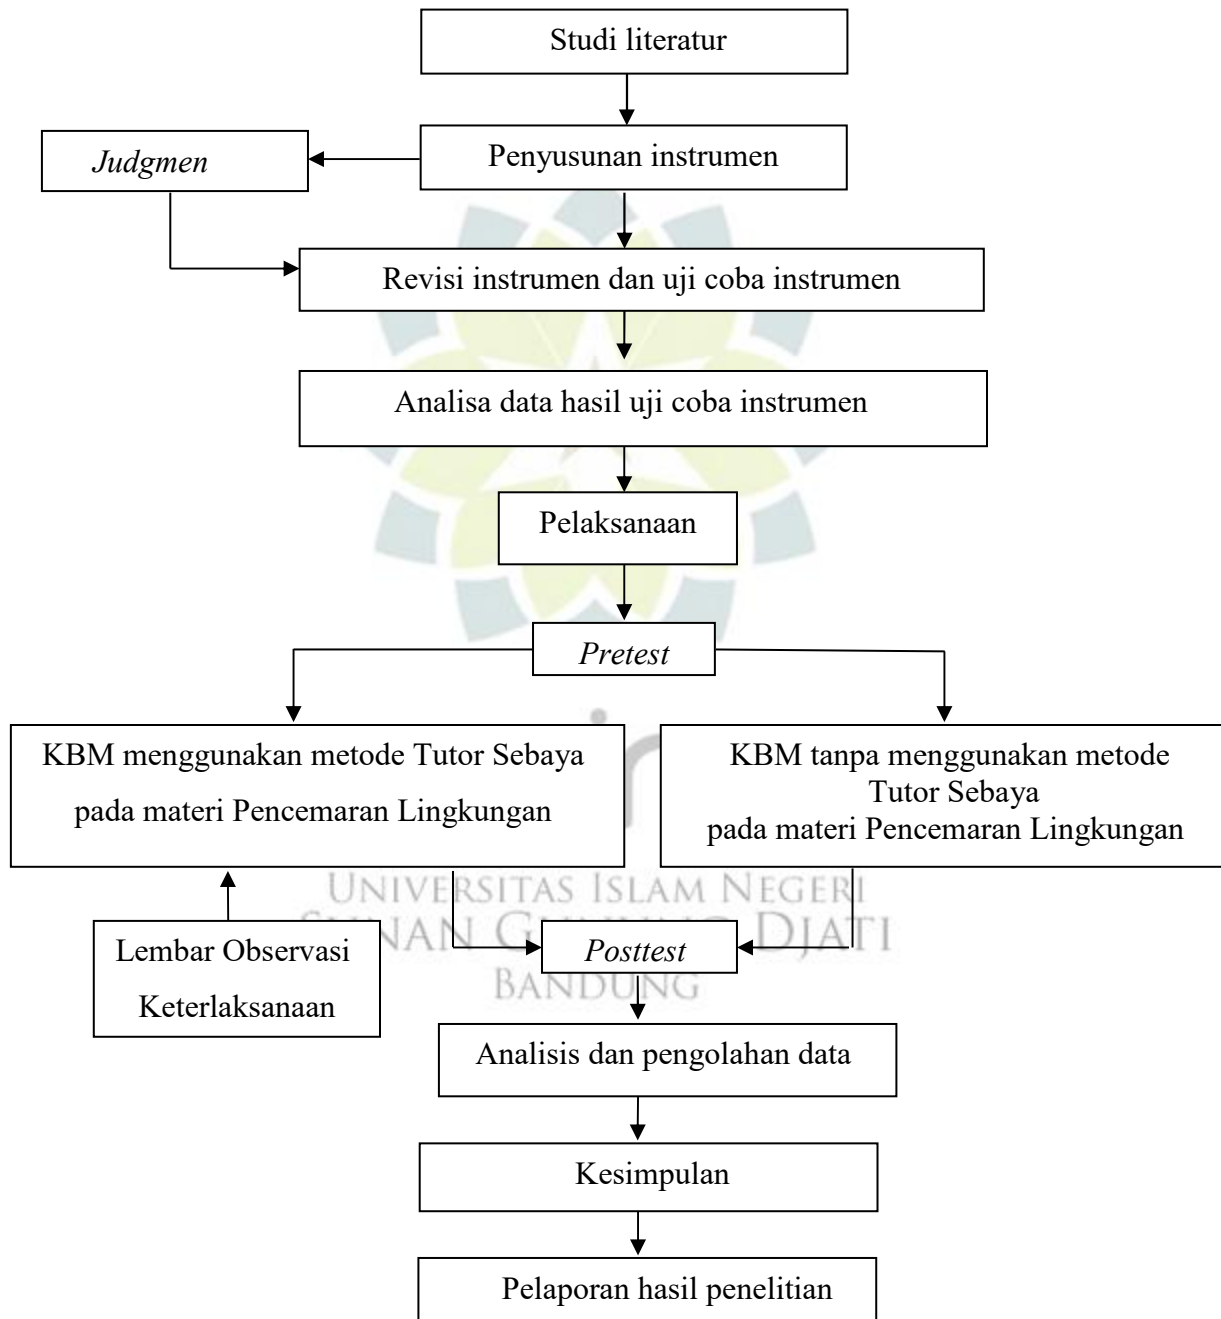 Studi literatur
Penyusunan instrumen
Judgmen
Revisi instrumen dan uji coba instrumen
Analisa data hasil uji coba instrumen
Pelaksanaan
Pretest
KBM menggunakan metode Tutor Sebaya
pada materi Pencemaran Lingkungan
KBM tanpa menggunakan metode
Tutor Sebaya
pada materi Pencemaran Lingkungan
UNIVERSITAS ISLAM NEGERI
DJATI
BANDUNG
Lembar Observasi
Keterlaksanaan
Posttest
Analisis dan pengolahan data
Kesimpulan
Pelaporan hasil penelitian